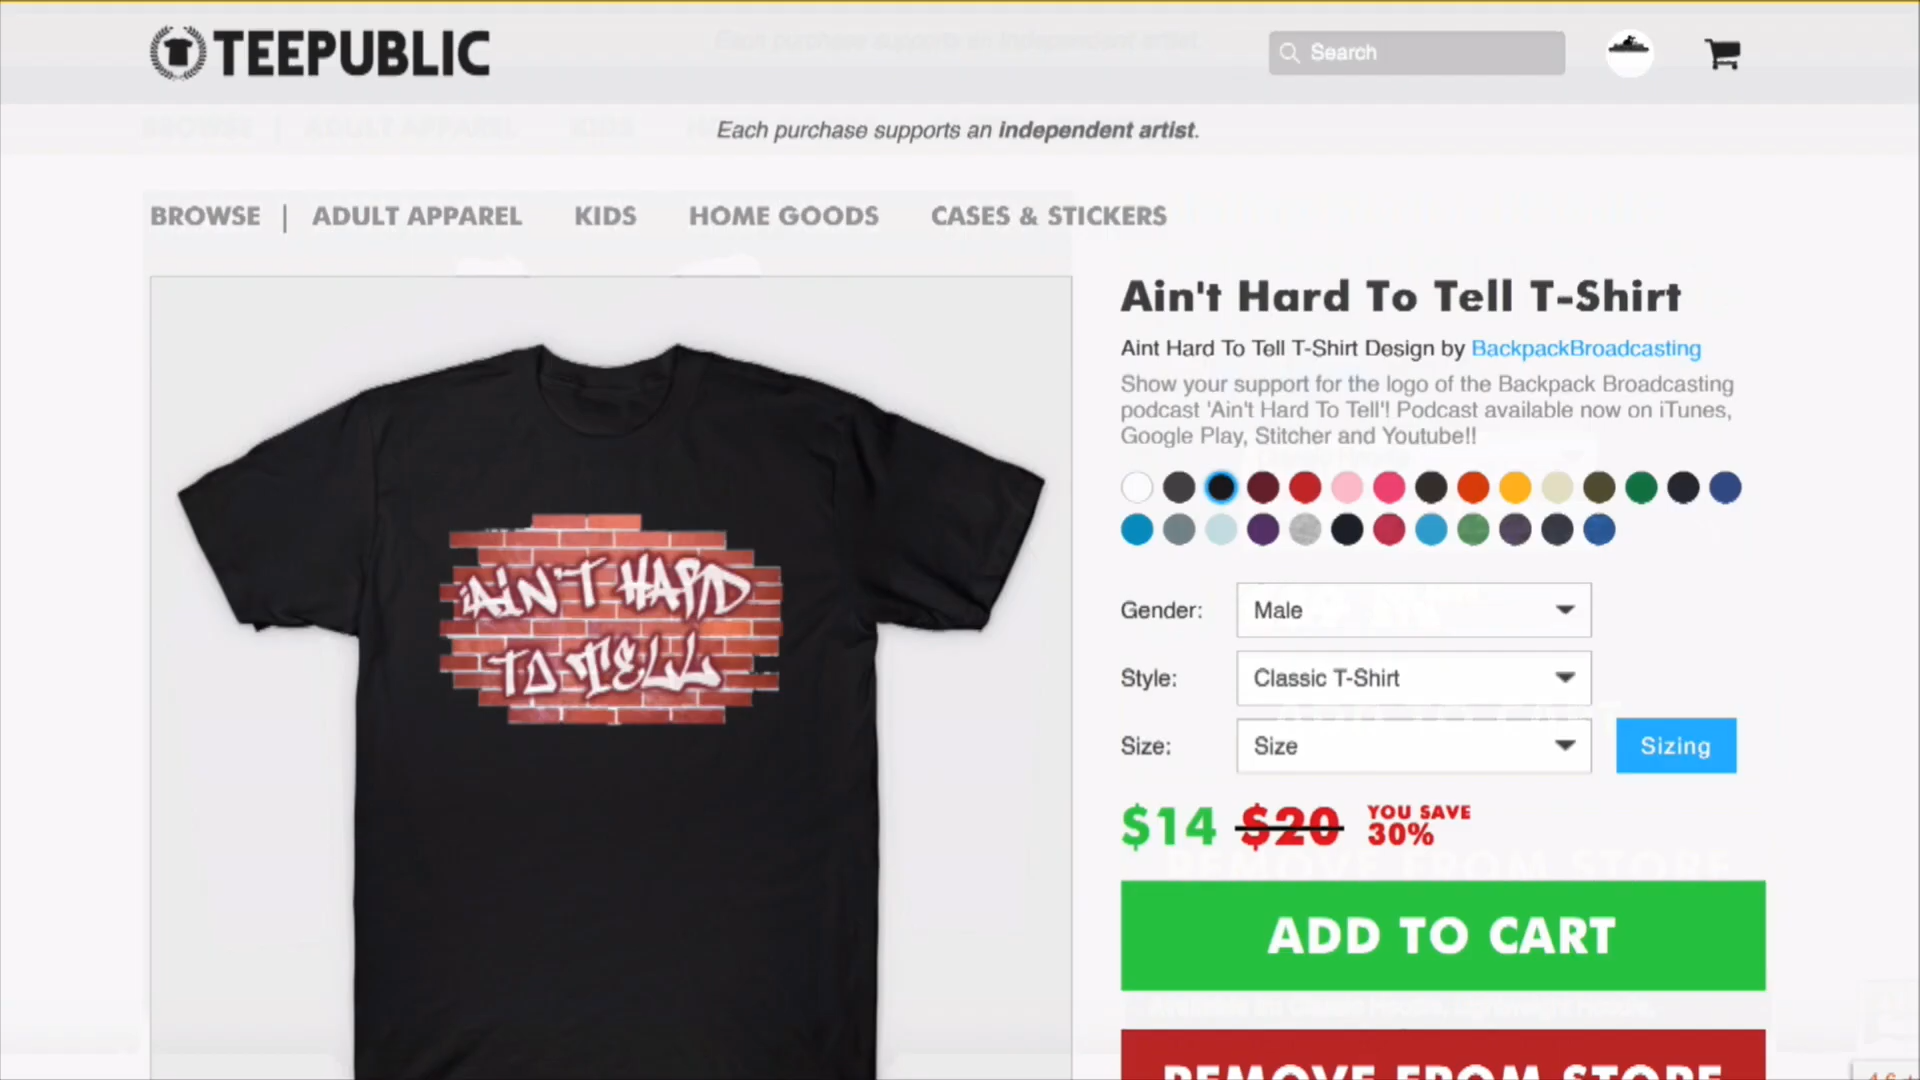 TEEPUBLIC
Search
Each purchase supports an independent artist.
BROWSE | ADULT APPAREL KIDS HOME GOODS CASES & STICKERS
Ain't Hard To Tell T-Shirt
Aint Hard To Tell T-Shirt Design by BackpackBroadcasting
Show your support for the logo of the Backpack Broadcasting
podcast 'Ain't Hard To Tell'! Podcast available now on iTunes,
Google Play, Stitcher and Youtube!!
AIN'T HARD
TO TELL
Gender: Male
Style: Classic T-Shirt
Size: Size Sizing
$14 $20 YOU SAVE
30%
ADD TO CART
REMOVE FROM STORE